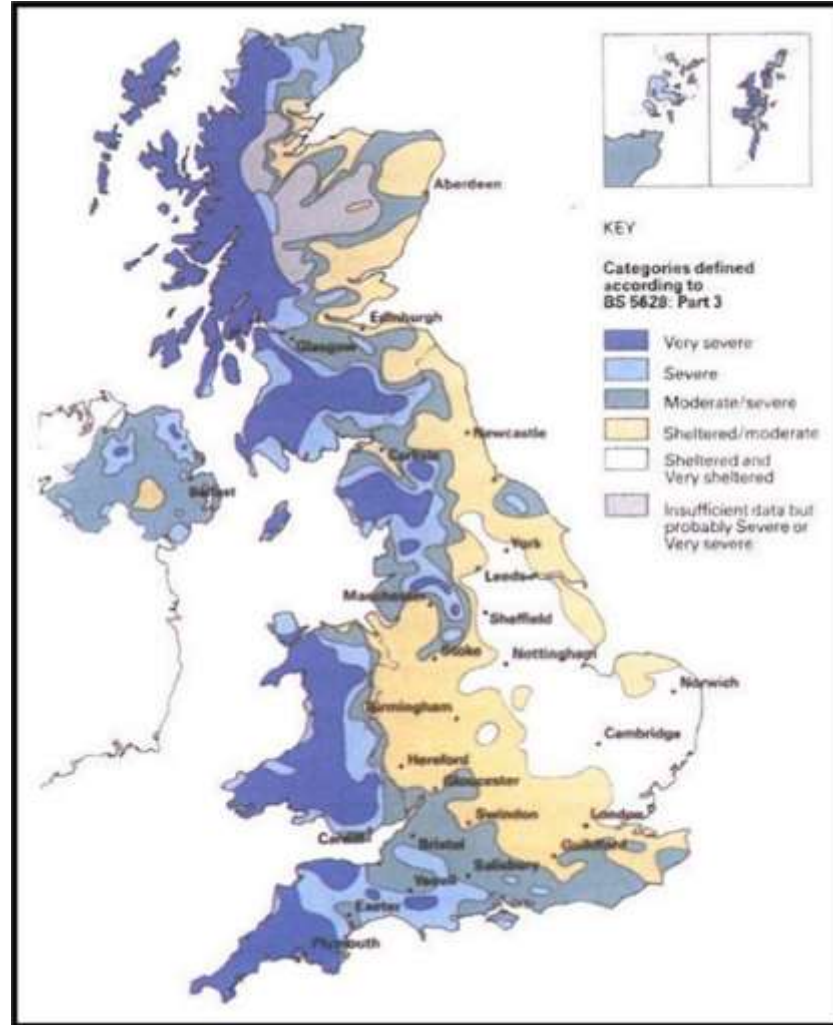 Aberdeen
KEY
Categories defined
according to
BS 5628: Part 3
Edinburgh
Glasgow
Very severe
Severe
Moderate/severe
Newcastle
Sheltered/moderate
Carlisle
Sheltered and
Very sheltered
Belfast
Insufficient data but
probably Severe or
Very severe
York
Leeds
Manchester
Sheffield
Stoke
Nottingham
Norwich
Birmingham
Cambridge
Hereford
Gloucester
Swindon
London
Cardiff
Bristol
Guildford
Salisbury
Yeovil
Exeter
Plymouth